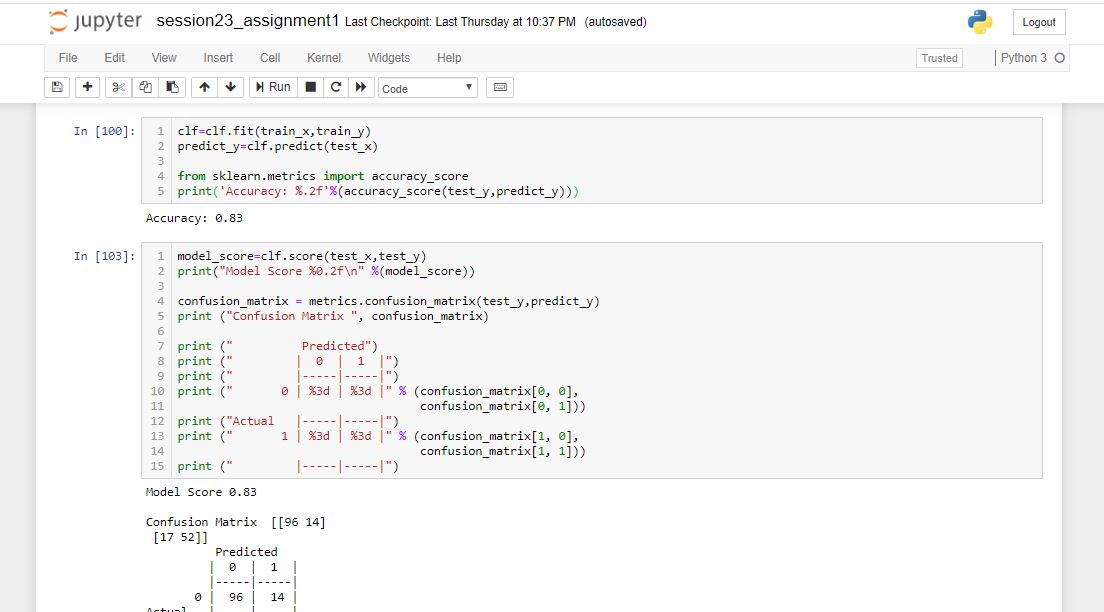 jupyter session23_assignment1 Last Checkpoint: Last Thursday at 10:37 PM (autosaved)
Logout
File Edit View Insert Cell Kernel Widgets Help
Trusted
Python 3
Run
Code
In [100]:
1 clf=clf.fit(train_x,train_y)
2 predict_y=clf.predict(test_x)
3
4 from sklearn.metrics import accuracy_score
5 print('Accuracy: %.2f'%(accuracy_score(test_y,predict_y)))
Accuracy: 0.83
In [103]:
1 model_score=clf.score(test_x,test_y)
2 print("Model Score %0.2f\n" %(model_score))
3
4 confusion_matrix = metrics.confusion_matrix(test_y,predict_y)
5 print ("Confusion Matrix ", confusion_matrix)
6
7 print ("          Predicted")
8 print ("         |  0  |  1  |")
9 print ("         |-----|-----|")
10 print ("       0 | %3d | %3d |" % (confusion_matrix[0, 0],
11                                    confusion_matrix[0, 1]))
12 print ("Actual   |-----|-----|")
13 print ("       1 | %3d | %3d |" % (confusion_matrix[1, 0],
14                                    confusion_matrix[1, 1]))
15 print ("         |-----|-----|")
Model Score 0.83
Confusion Matrix  [[96 14]
 [17 52]]
          Predicted
         |  0  |  1  |
         |-----|-----|
       0 |  96 |  14 |
Actual   |-----|-----|